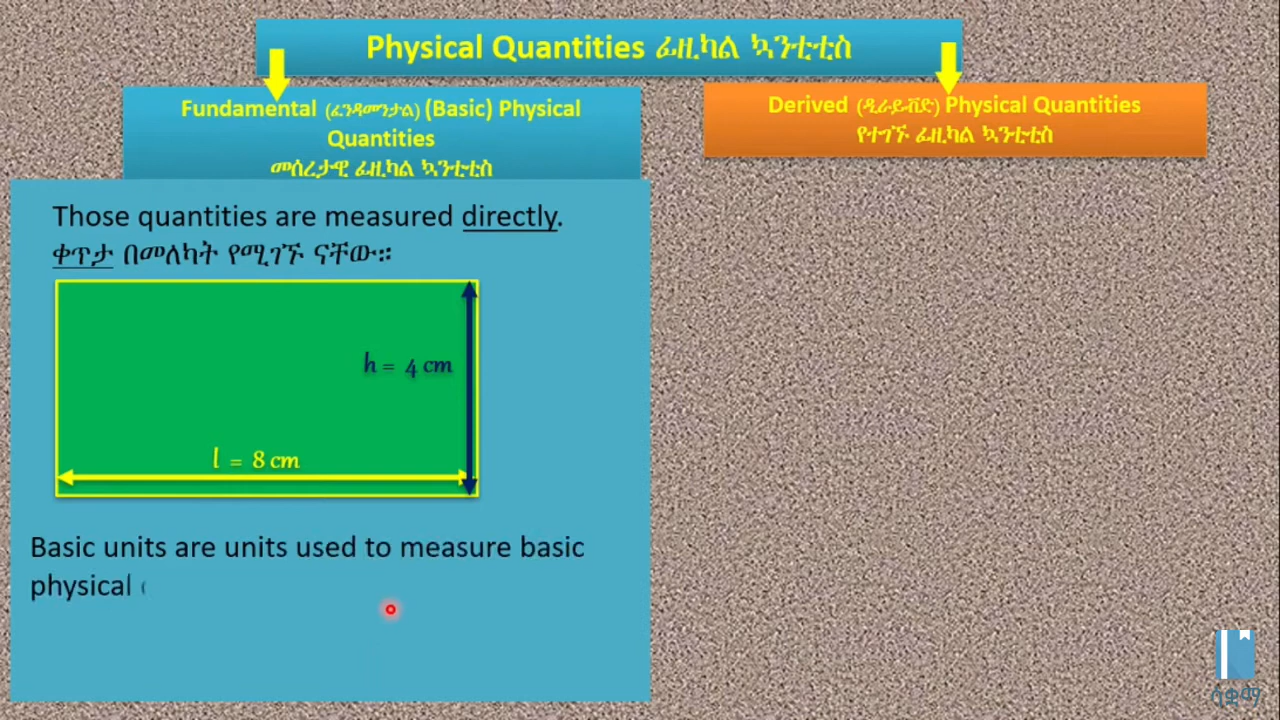 Physical Quantities ፊዚካል ኳንቲቲስ
Fundamental (ፈንዳመንታል) (Basic) Physical
Quantities
መሰረታዊ ፊዚካል ኳንቲቲስ
Derived (ዲራይቭድ) Physical Quantities
የተገኙ ፊዚካል ኳንቲቲስ
Those quantities are measured directly.
ቀጥታ በመለካት የሚገኙ ናቸው።
h = 4 cm
l = 8 cm
Basic units are units used to measure basic
physical